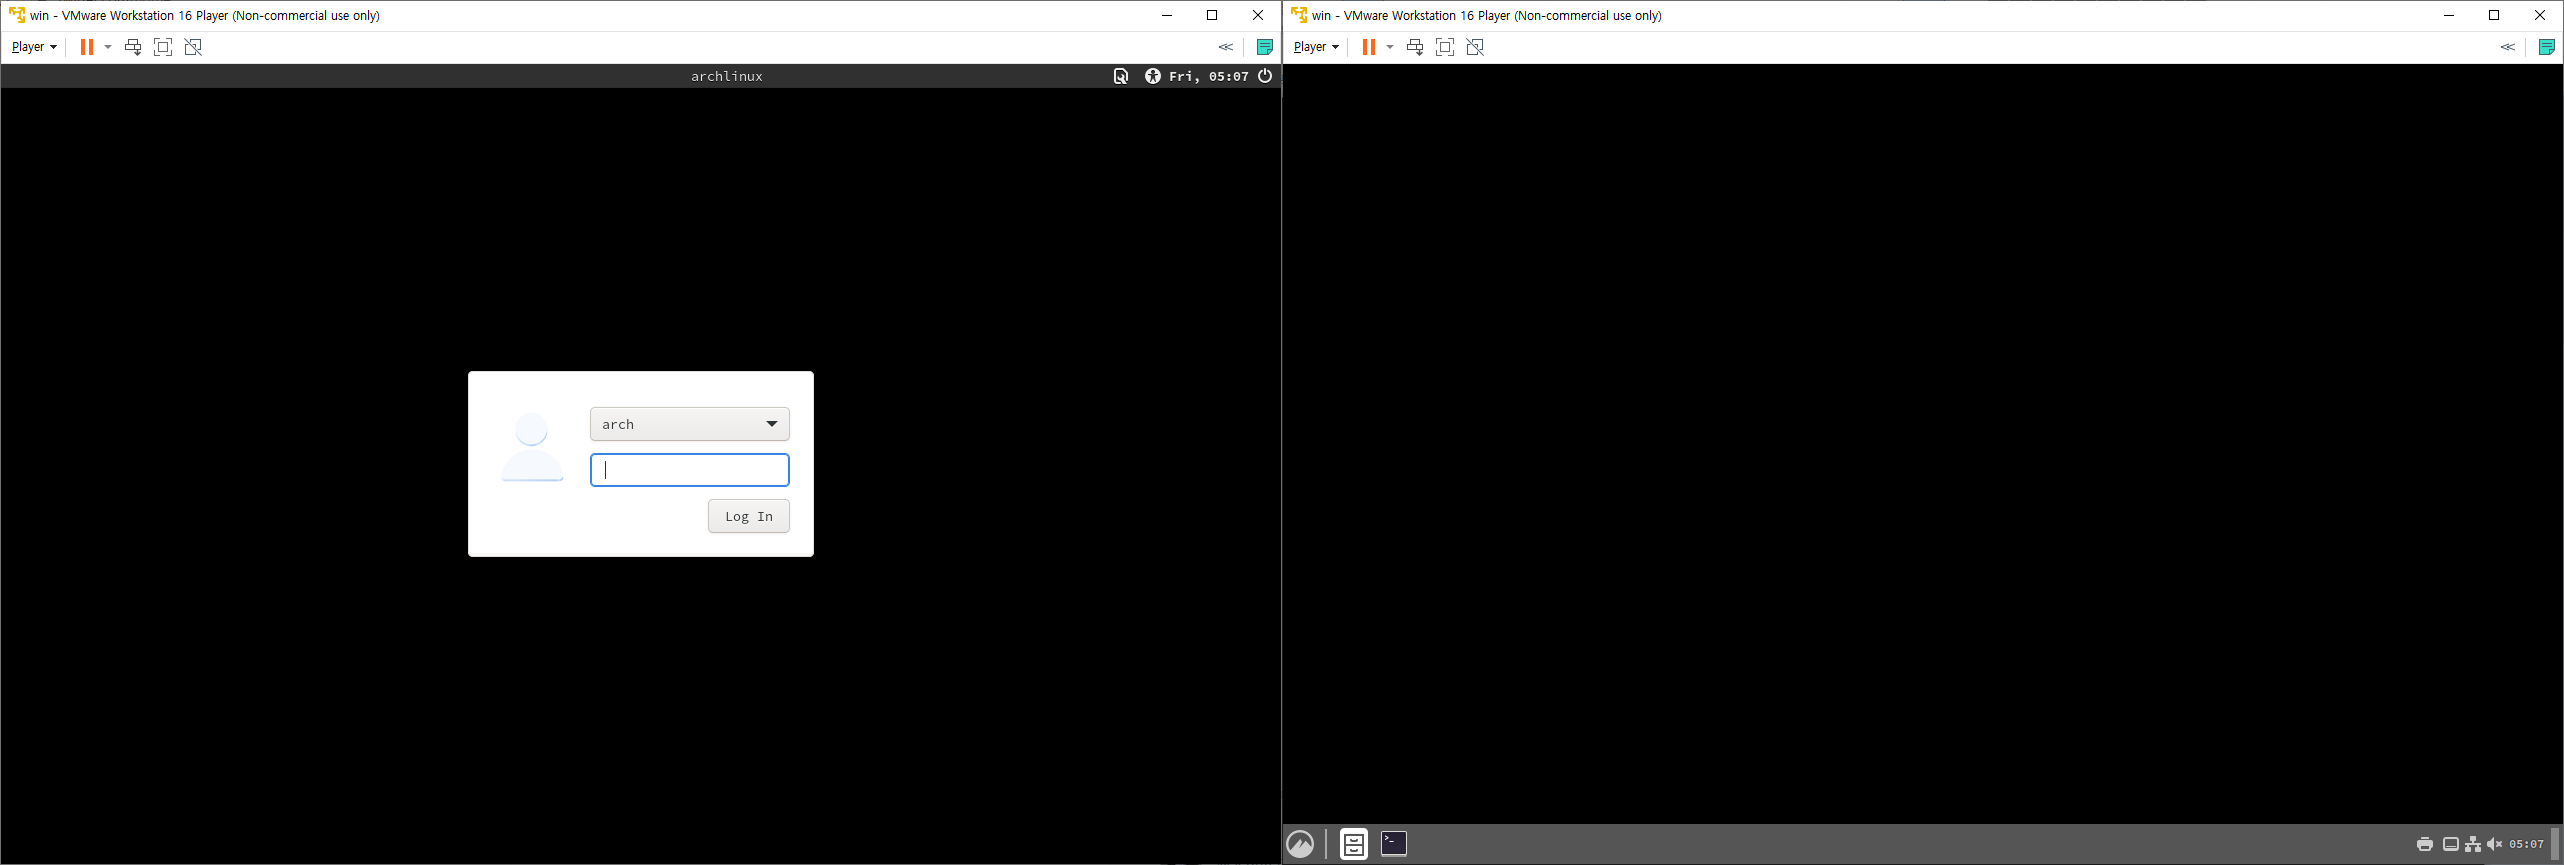 win - VMware Workstation 16 Player (Non-commercial use only)
Player
archlinux
Fri, 05:07
arch
Log In
win - VMware Workstation 16 Player (Non-commercial use only)
Player
05:07